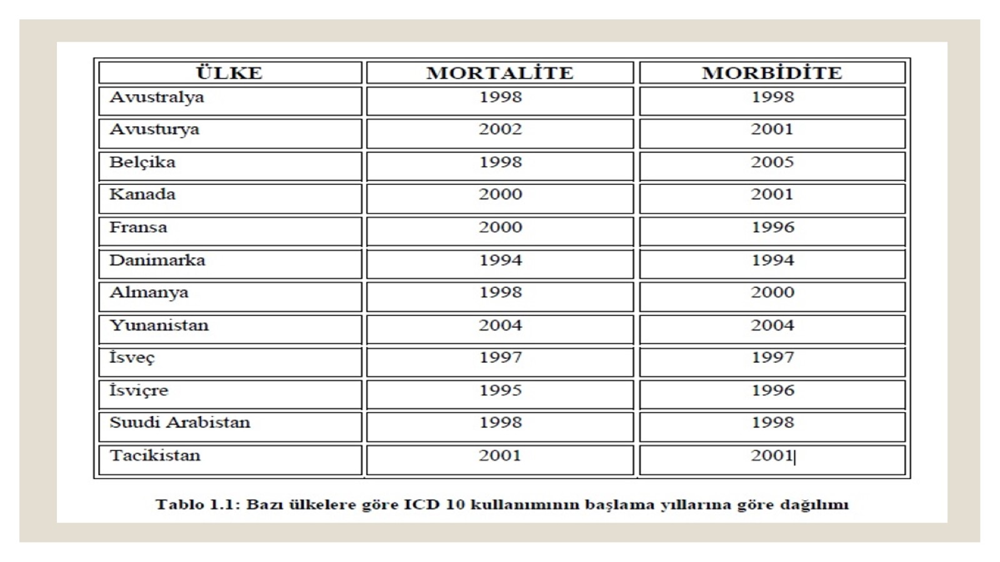 ÜLKE MORTALİTE MORBİDİTE
Avustralya 1998 1998
Avusturya 2002 2001
Belçika 1998 2005
Kanada 2000 2001
Fransa 2000 1996
Danimarka 1994 1994
Almanya 1998 2000
Yunanistan 2004 2004
İsveç 1997 1997
İsviçre 1995 1996
Suudi Arabistan 1998 1998
Tacikistan 2001 2001
Tablo 1.1: Bazı ülkelere göre ICD 10 kullanımının başlama yıllarına göre dağılımı